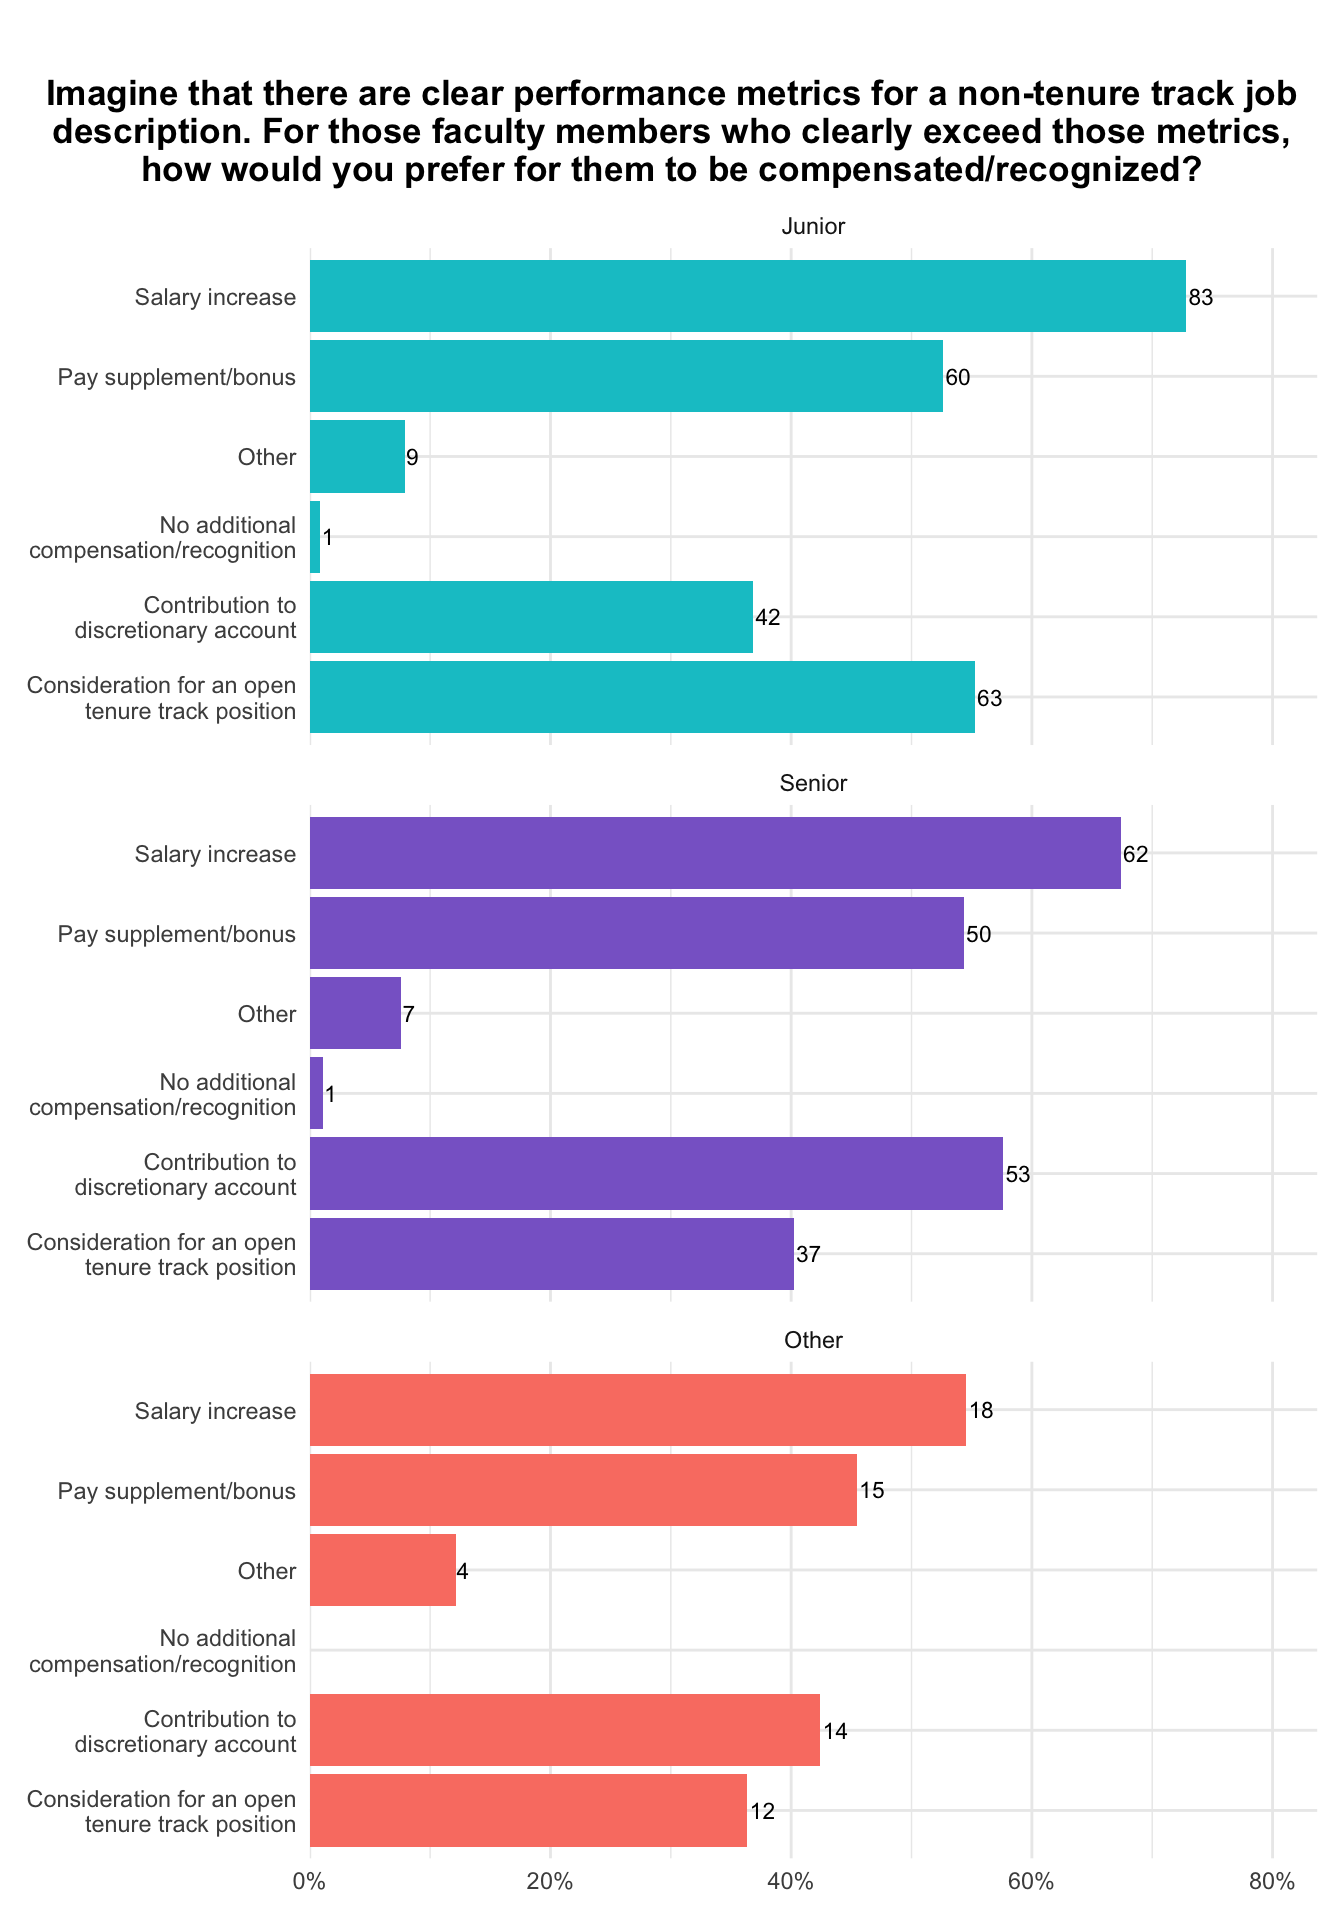 Imagine that there are clear performance metrics for a non-tenure track job
description. For those faculty members who clearly exceed those metrics,
how would you prefer for them to be compensated/recognized?
Junior
Salary increase
83
Pay supplement/bonus
60
Other
9
No additional
compensation/recognition
1
Contribution to
discretionary account
42
Consideration for an open
tenure track position
63
Senior
Salary increase
62
Pay supplement/bonus
50
Other
7
No additional
compensation/recognition
1
Contribution to
discretionary account
53
Consideration for an open
tenure track position
37
Other
Salary increase
18
Pay supplement/bonus
15
Other
4
No additional
compensation/recognition
Contribution to
discretionary account
14
Consideration for an open
tenure track position
12
0% 20% 40% 60% 80%